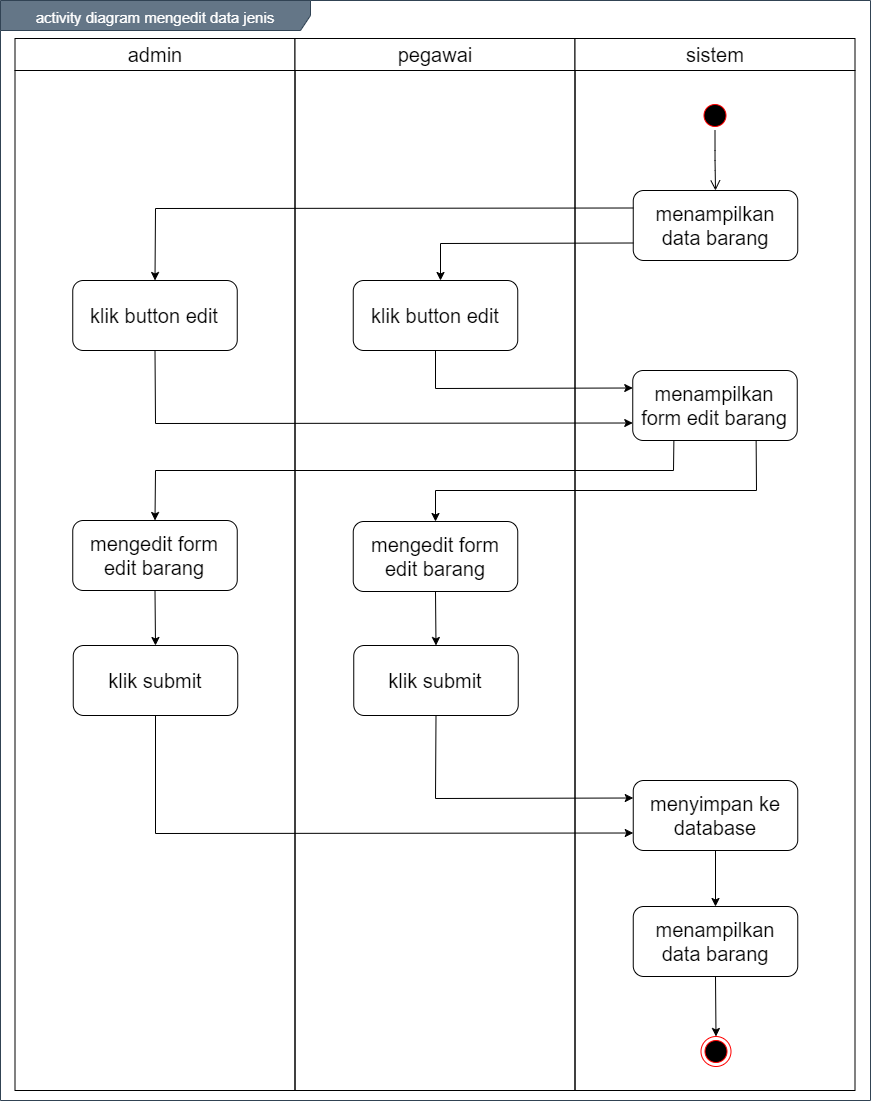 activity diagram mengedit data jenis
admin
pegawai
sistem
menampilkan
data barang
klik button edit
klik button edit
menampilkan
form edit barang
mengedit form
edit barang
mengedit form
edit barang
klik submit
klik submit
menyimpan ke
database
menampilkan
data barang